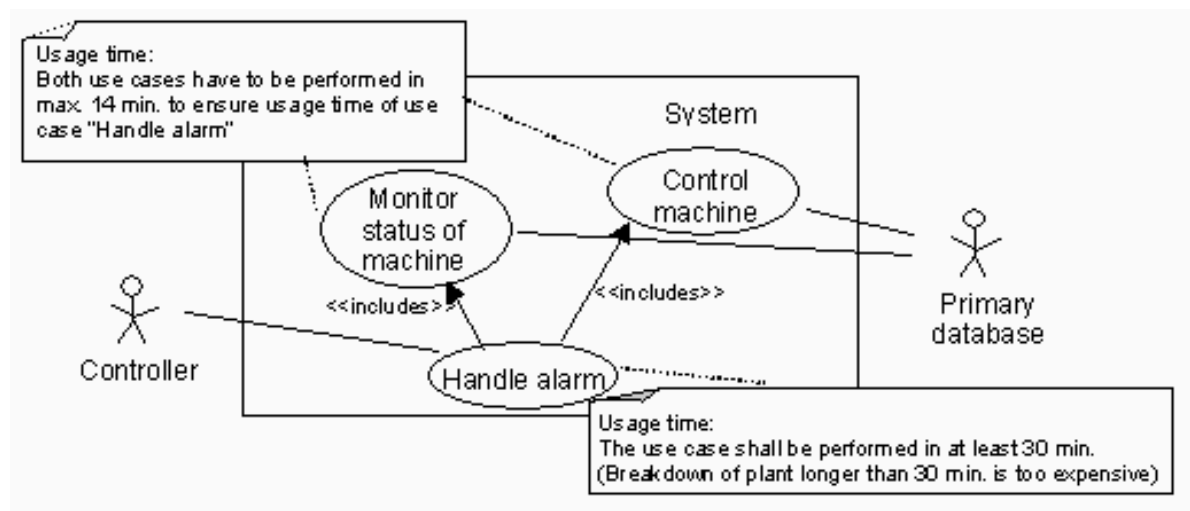 Usage time:
Both use cases have to be performed in
max. 14 min. to ensure usage time of use
case "Handle alarm"
System
Control
machine
Monitor
status of
machine
<<includes>>
<<includes>>
Primary
database
Controller
Handle alarm
Usage time:
The use case shall be performed in at least 30 min.
(Breakdown of plant longer than 30 min. is too expensive)